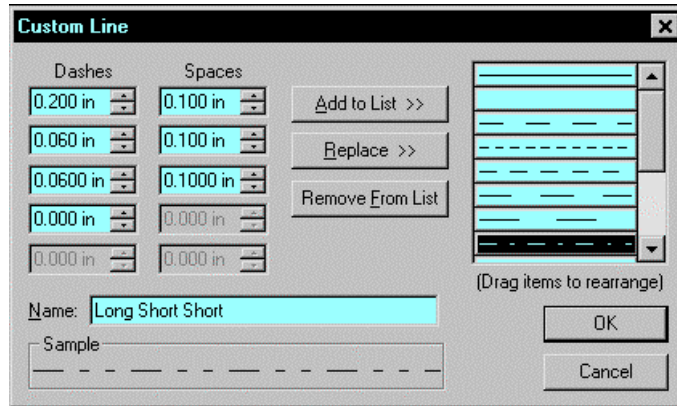 Custom Line
Dashes Spaces
0.200 in 0.100 in
0.060 in 0.100 in
0.0600 in 0.1000 in
0.000 in 0.000 in
0.000 in 0.000 in
Add to List >>
Replace >>
Remove From List
(Drag items to rearrange)
Name: Long Short Short
Sample
OK
Cancel